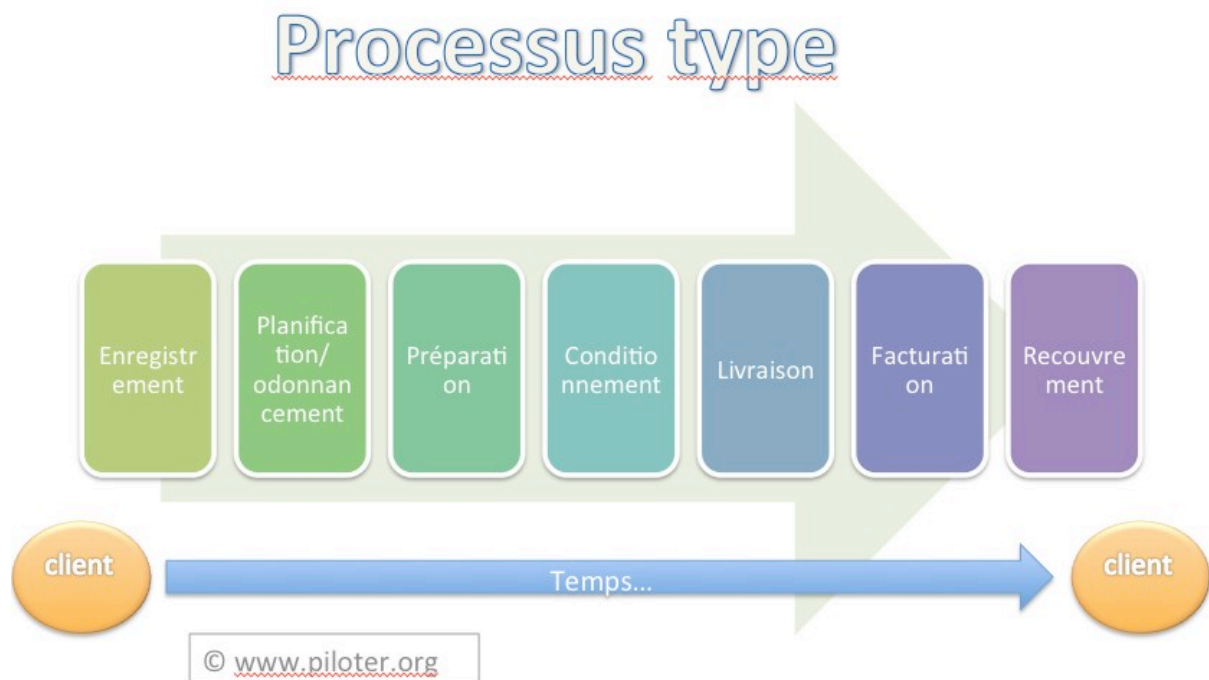 Processus type
Enregistr
ement
Planifica
tion/
odonnan
cement
Préparati
on
Conditio
nnement
Livraison
Facturati
on
Recouvre
ment
client
Temps...
client
© www.piloter.org